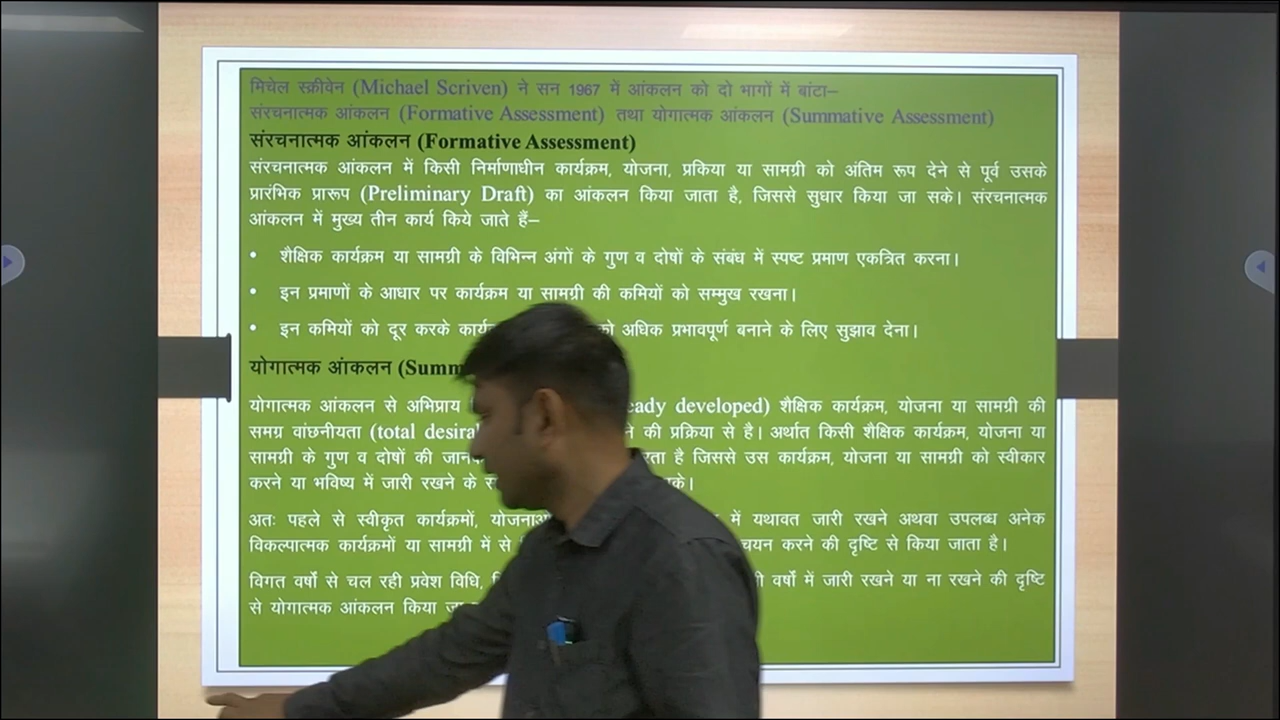 मिचेल स्क्रीवेन (Michael Scriven) ने सन 1967 में आंकलन को दो भागों में बांटा–
संरचनात्मक आंकलन (Formative Assessment) तथा योगात्मक आंकलन (Summative Assessment)
संरचनात्मक आंकलन (Formative Assessment)
संरचनात्मक आंकलन में किसी निर्माणाधीन कार्यक्रम, योजना, प्रकिया या सामग्री को अंतिम रूप देने से पूर्व उसके
प्रारंभिक प्रारूप (Preliminary Draft) का आंकलन किया जाता है, जिससे सुधार किया जा सके। संरचनात्मक
आंकलन में मुख्य तीन कार्य किये जाते हैं–
• शैक्षिक कार्यक्रम या सामग्री के विभिन्न अंगों के गुण व दोषों के संबंध में स्पष्ट प्रमाण एकत्रित करना।
• इन प्रमाणों के आधार पर कार्यक्रम या सामग्री की कमियों को सम्मुख रखना।
• इन कमियों को दूर करके को अधिक प्रभावपूर्ण बनाने के लिए सुझाव देना।
योगात्मक आंकलन (Summ
योगात्मक आंकलन से अभिप्राय eady developed) शैक्षिक कार्यक्रम, योजना या सामग्री की
समग्र वांछनीयता (total desira की प्रक्रिया से है। अर्थात किसी शैक्षिक कार्यक्रम, योजना या
सामग्री के गुण व दोषों की है जिससे उस कार्यक्रम, योजना या सामग्री को स्वीकार
करने या भविष्य में जारी रखने के
अतः पहले से स्वीकृत कार्यक्रमों, में यथावत जारी रखने अथवा उपलब्ध अनेक
विकल्पात्मक कार्यक्रमों या सामग्री में से चयन करने की दृष्टि से किया जाता है।
विगत वर्षो से चल रही प्रवेश विधि, वर्षों में जारी रखने या ना रखने की दृष्टि
से योगात्मक आंकलन किया